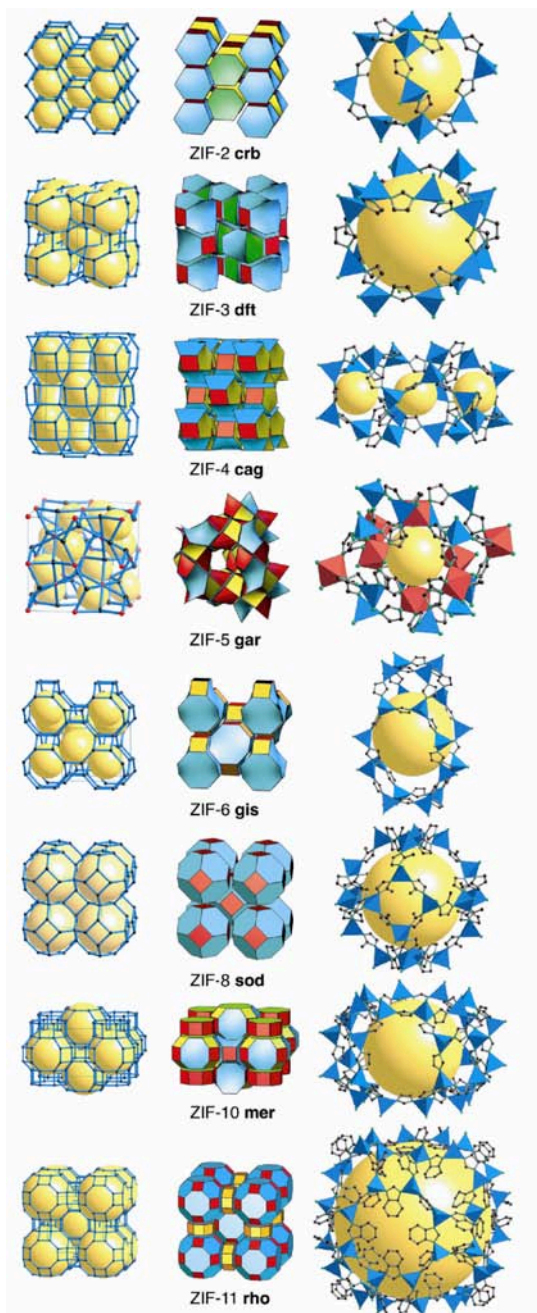 ZIF-2 crb
ZIF-3 dft
ZIF-4 cag
ZIF-5 gar
ZIF-6 gis
ZIF-8 sod
ZIF-10 mer
ZIF-11 rho